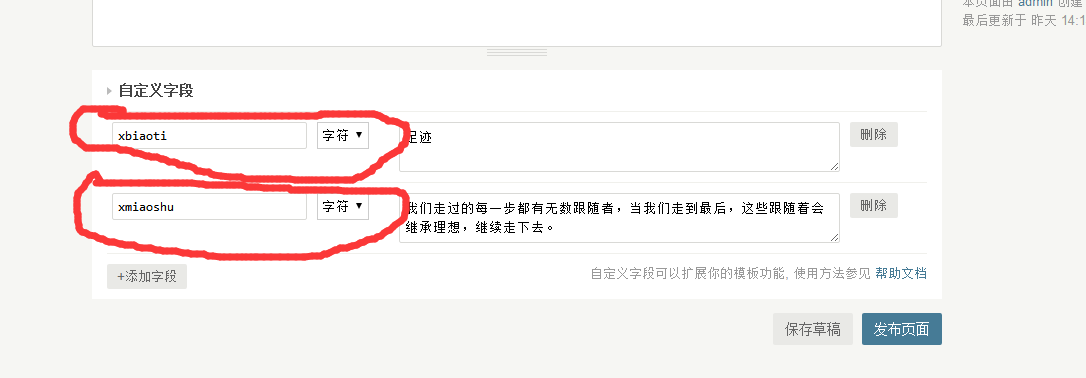 本页面由 admin 创建
最后更新于 昨天 14:1
自定义字段
xbiaoti 字符 足迹 删除
xmiaoshu 字符 我们走过的每一步都有无数跟随者，当我们走到最后，这些跟随着会 删除
继承理想，继续走下去。
+添加字段 自定义字段可以扩展你的模板功能, 使用方法参见 帮助文档
保存草稿 发布页面